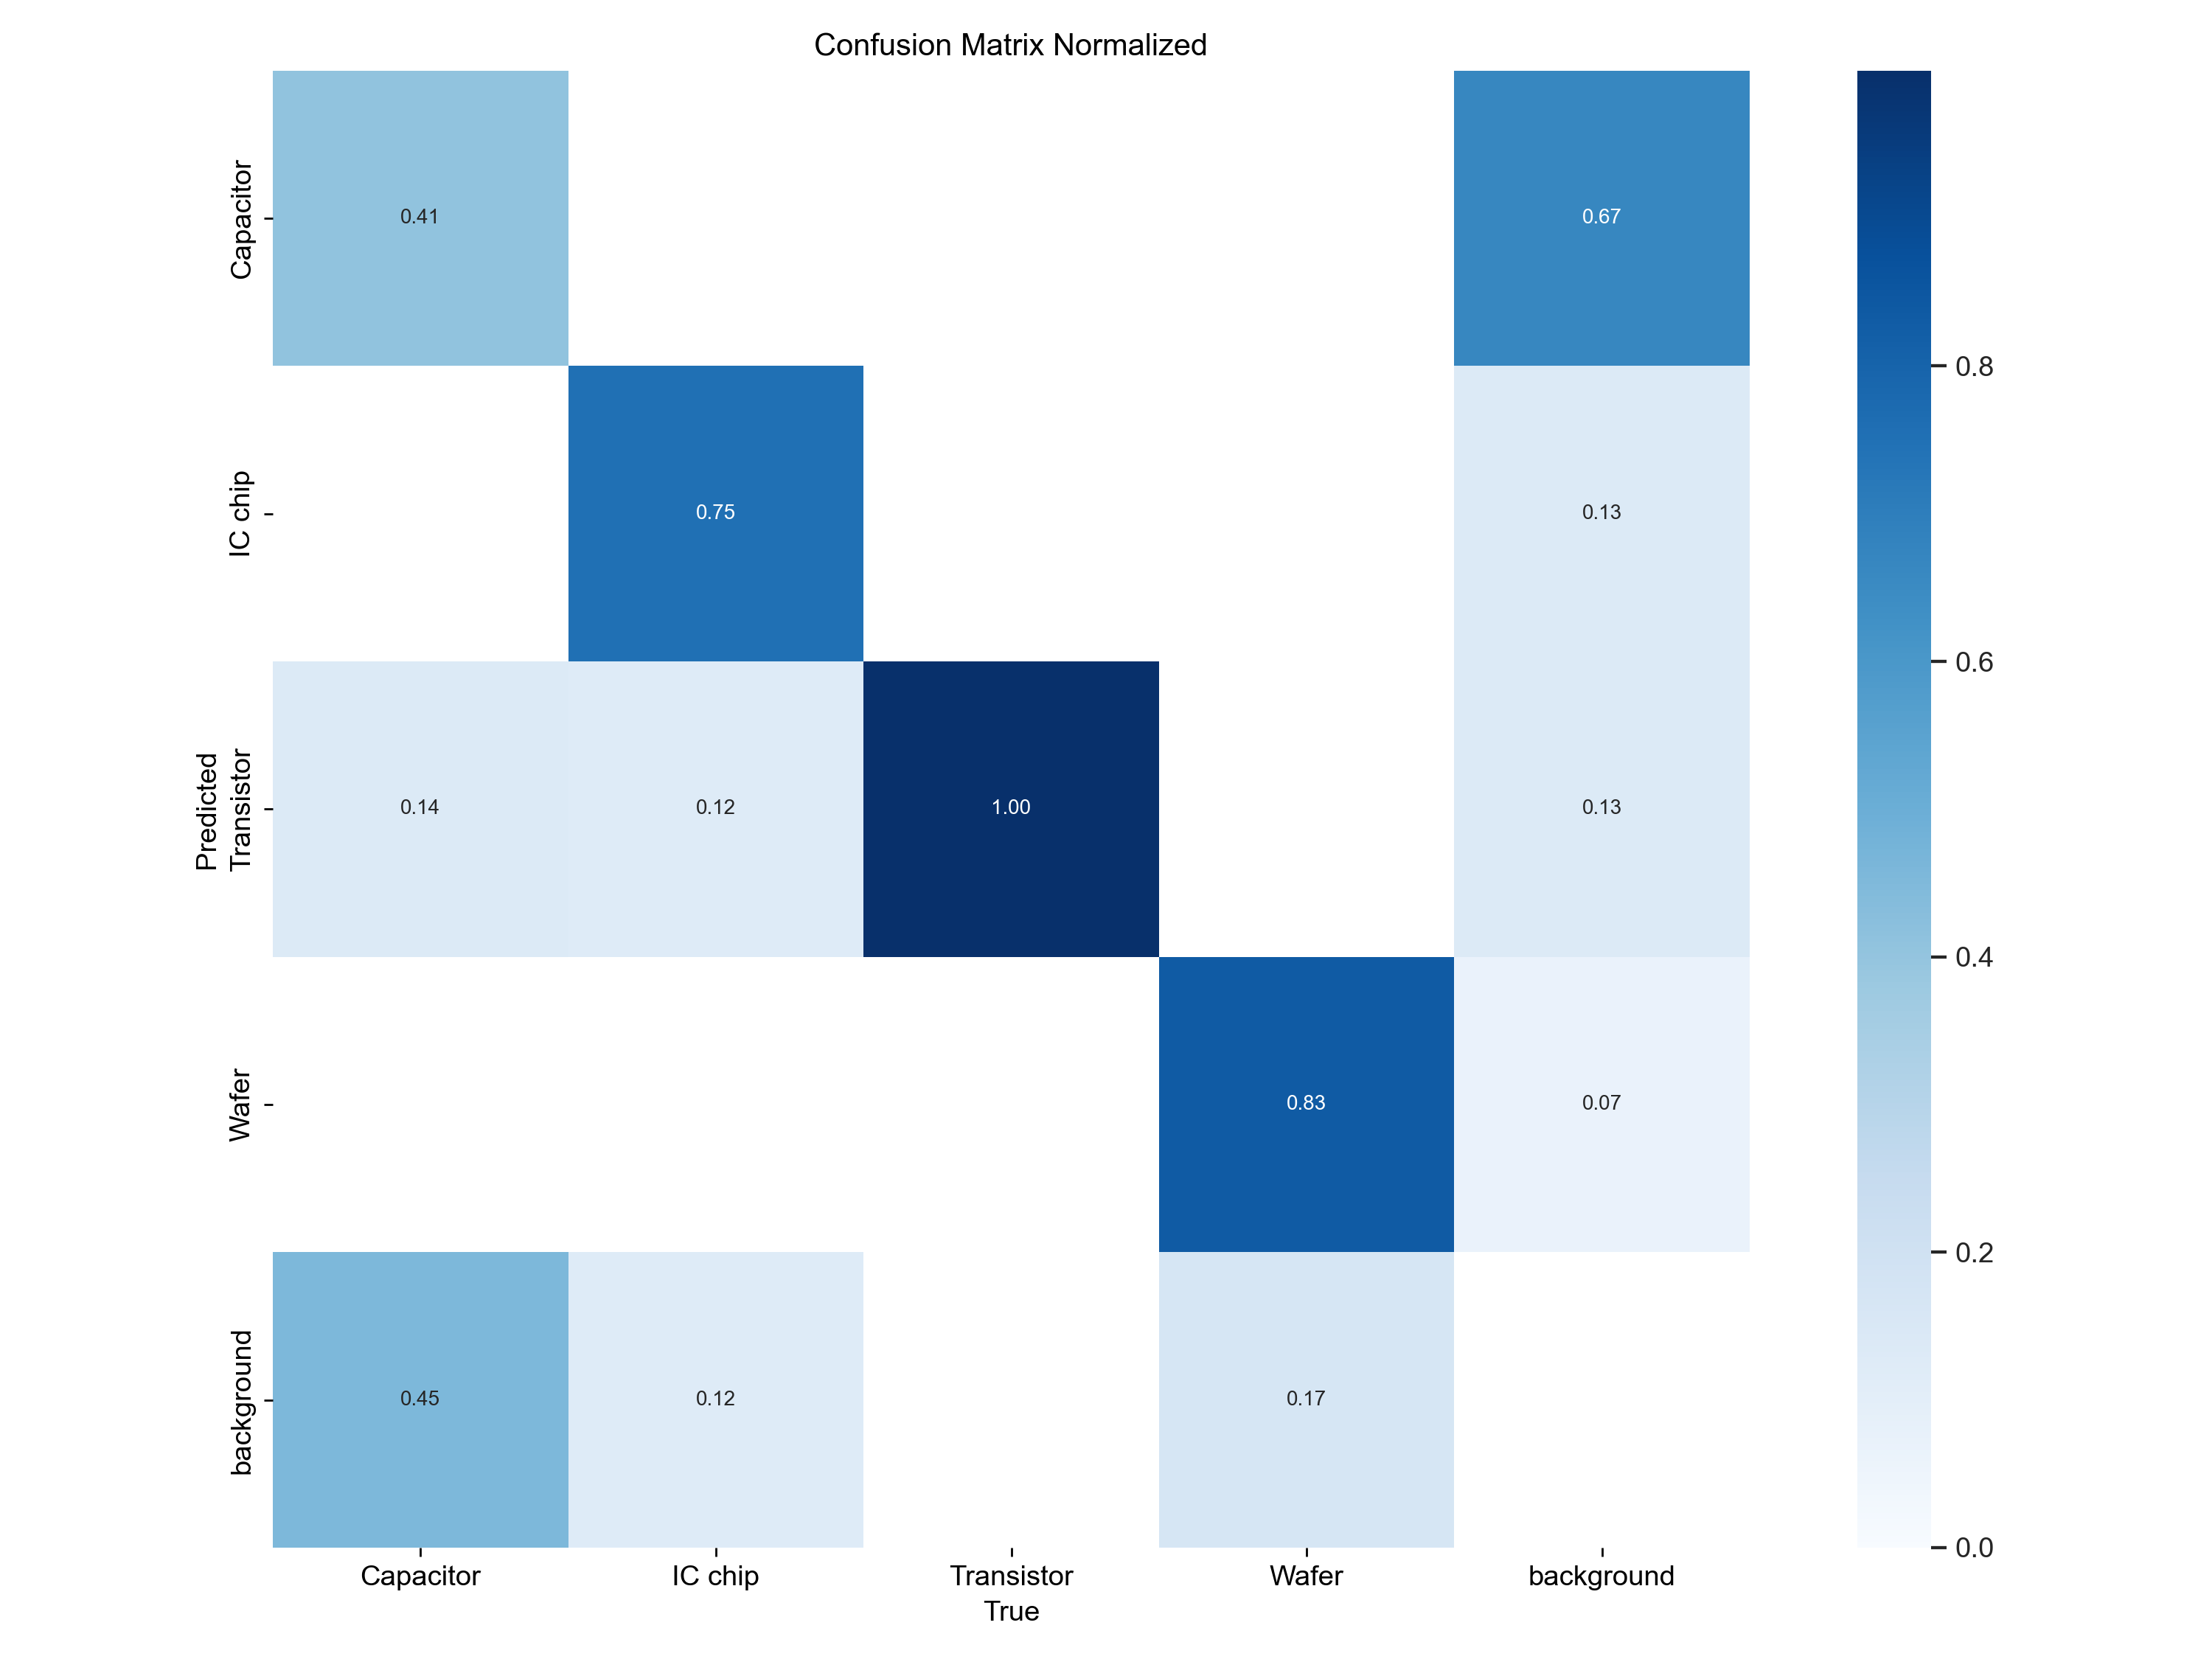 Confusion Matrix Normalized
Capacitor
0.41
0.67
IC chip
0.75
0.13
Predicted
Transistor
0.14
0.12
1.00
0.13
Wafer
0.83
0.07
background
0.45
0.12
0.17
Capacitor
IC chip
Transistor
Wafer
background
True
0.8
0.6
0.4
0.2
0.0